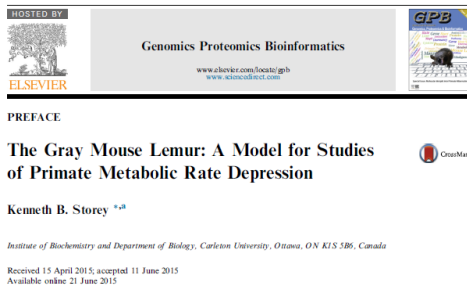 HOSTED BY
ELSEVIER
Genomics Proteomics Bioinformatics
www.elsevier.com/locate/gpb
www.sciencedirect.com
GPB
PREFACE
The Gray Mouse Lemur: A Model for Studies
of Primate Metabolic Rate Depression
CrossMar
Kenneth B. Storey *,a
Institute of Biochemistry and Department of Biology, Carleton University, Ottawa, ON K1S 5B6, Canada
Received 15 April 2015; accepted 11 June 2015
Available online 21 June 2015